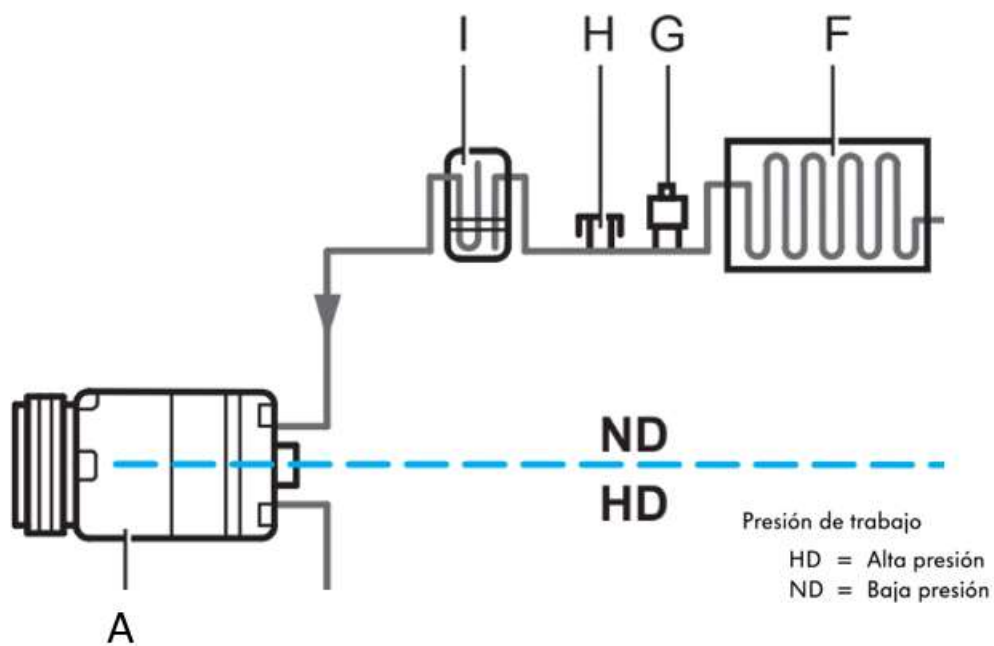 I H G F
ND
HD
Presión de trabajo
HD = Alta presión
ND = Baja presión
A